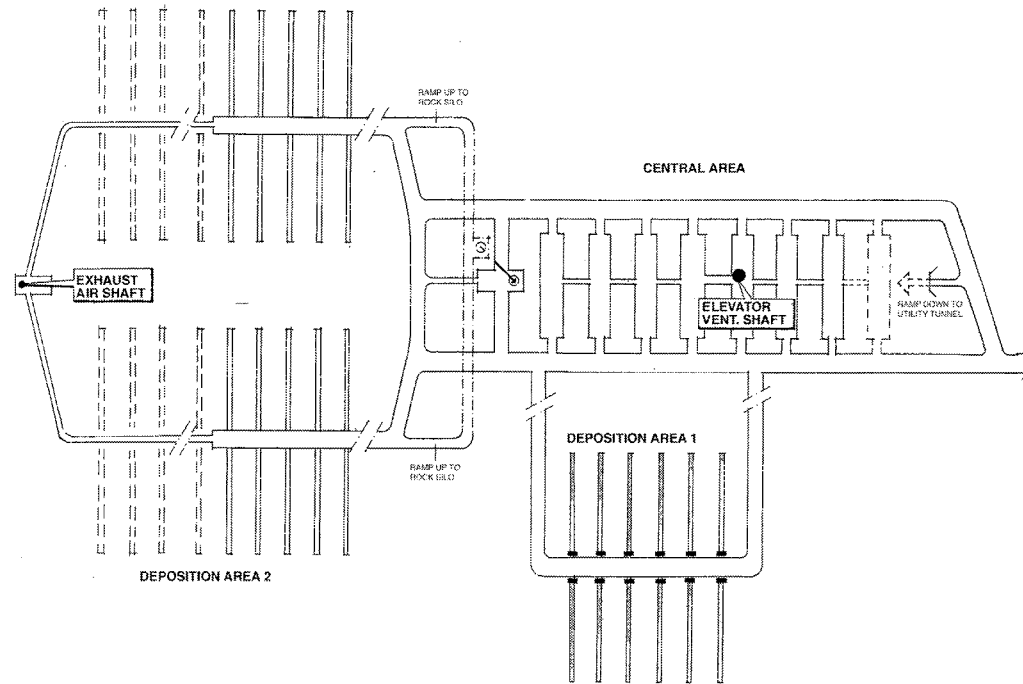 RAMP UP TO
ROCK SILO
CENTRAL AREA
EXHAUST
AIR SHAFT
ELEVATOR
VENT. SHAFT
RAMP DOWN TO
UTILITY TUNNEL
DEPOSITION AREA 1
RAMP UP TO
ROCK SILO
DEPOSITION AREA 2